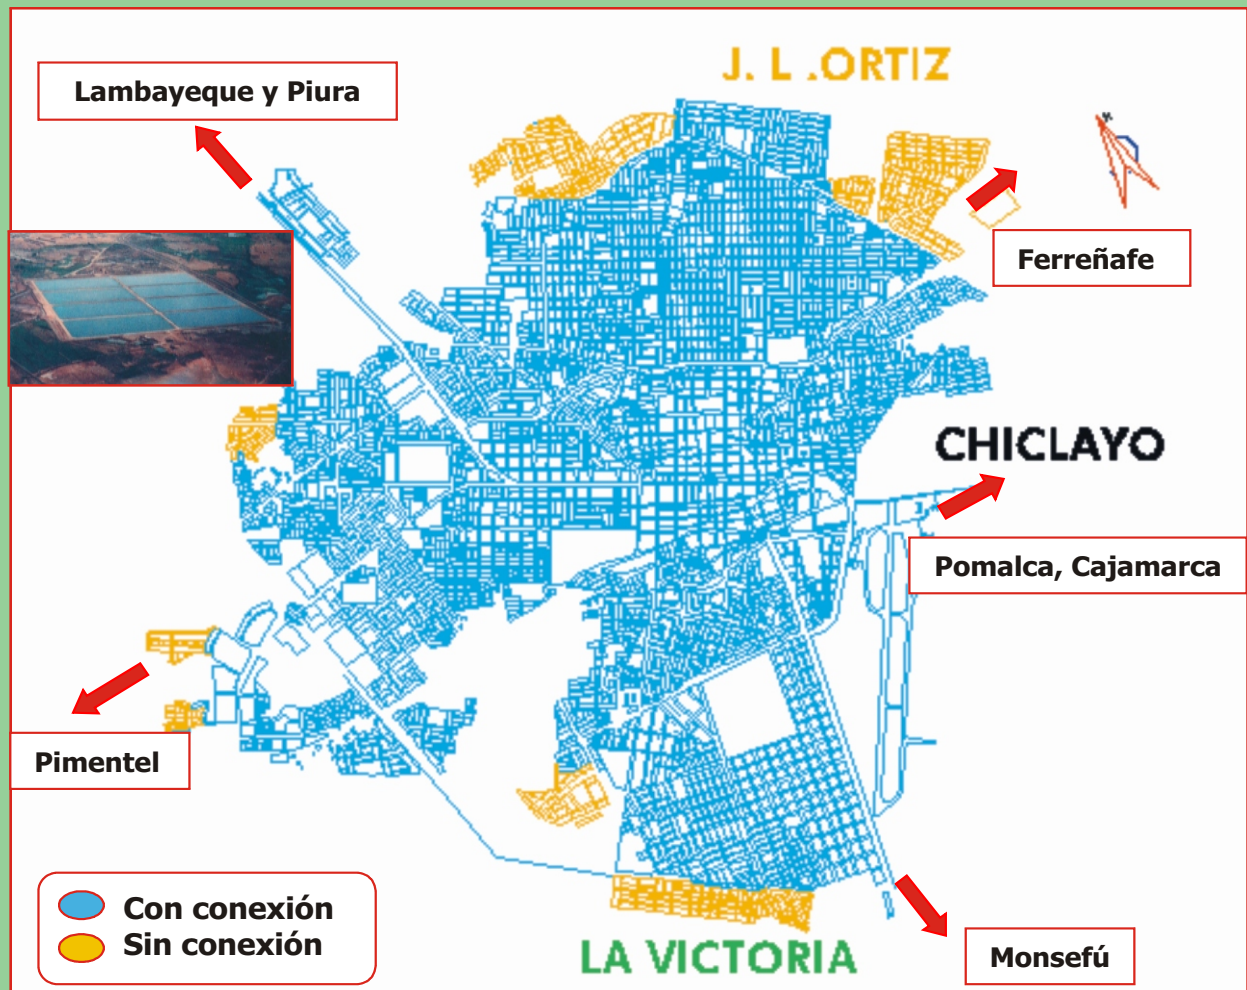 J. L .ORTIZ
Lambayeque y Piura
Ferreñafe
CHICLAYO
Pomalca, Cajamarca
Pimentel
Con conexión
Sin conexión
LA VICTORIA
Monsefú